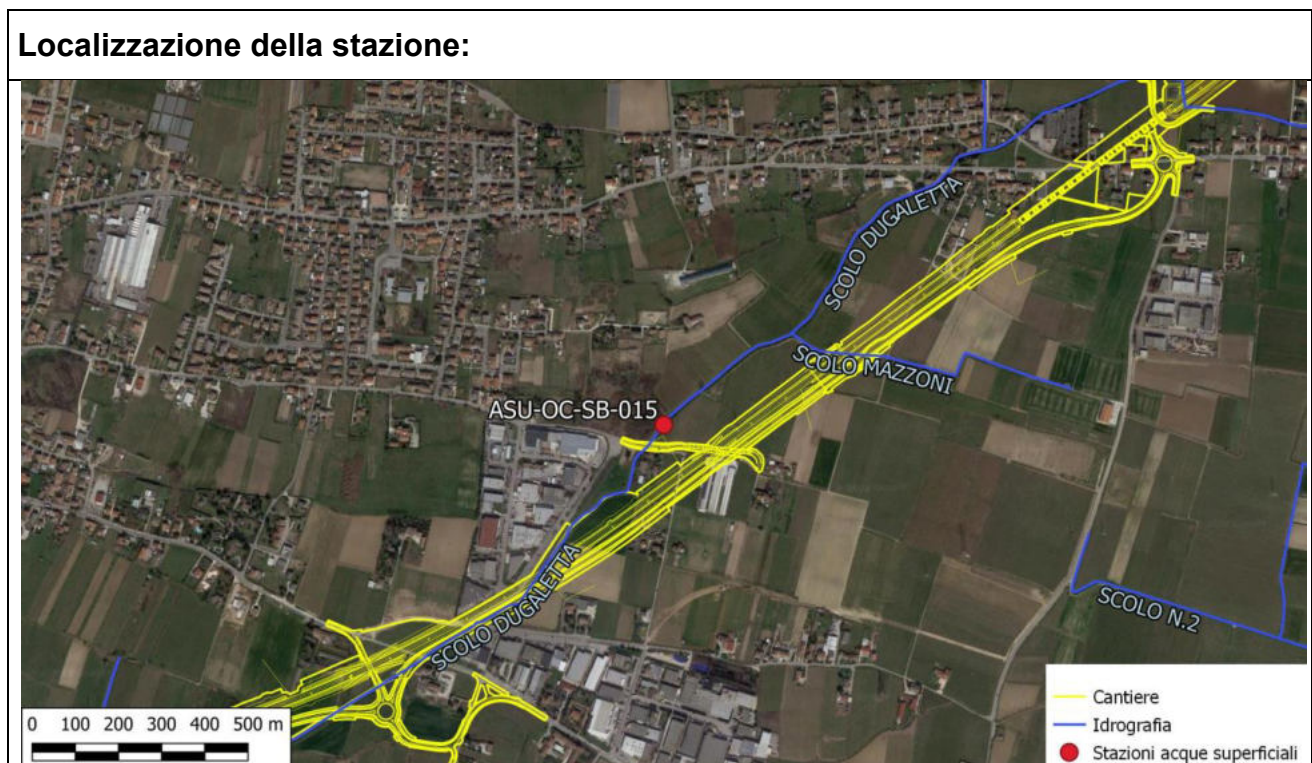 Localizzazione della stazione:
SCOLO DUGALETTA
SCOLO MAZZONI
ASU-OC-SB-015
SCOLO DUGALETTA
SCOLO N.2
0 100 200 300 400 500 m
Cantiere
Idrografia
Stazioni acque superficiali